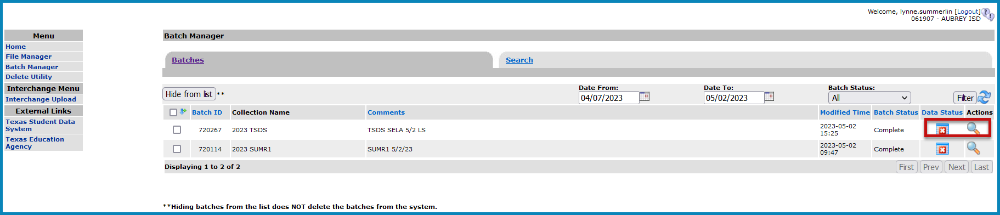 Welcome, lynne.summerlin [Logout]
061907 - AUBREY ISD
Menu
Home
File Manager
Batch Manager
Delete Utility
Interchange Menu
Interchange Upload
External Links
Texas Student Data
System
Texas Education
Agency
Batch Manager
Batches
Search
Hide from list **
Date From:
04/07/2023
Date To:
05/02/2023
Batch Status:
All
Filter
Batch ID Collection Name Comments Modified Time Batch Status Data Status Actions
720267 2023 TSDS TSDS SELA 5/2 LS 2023-05-02 15:25 Complete
720114 2023 SUMR1 SUMR1 5/2/23 2023-05-02 09:47 Complete
Displaying 1 to 2 of 2
First Prev Next Last
**Hiding batches from the list does NOT delete the batches from the system.